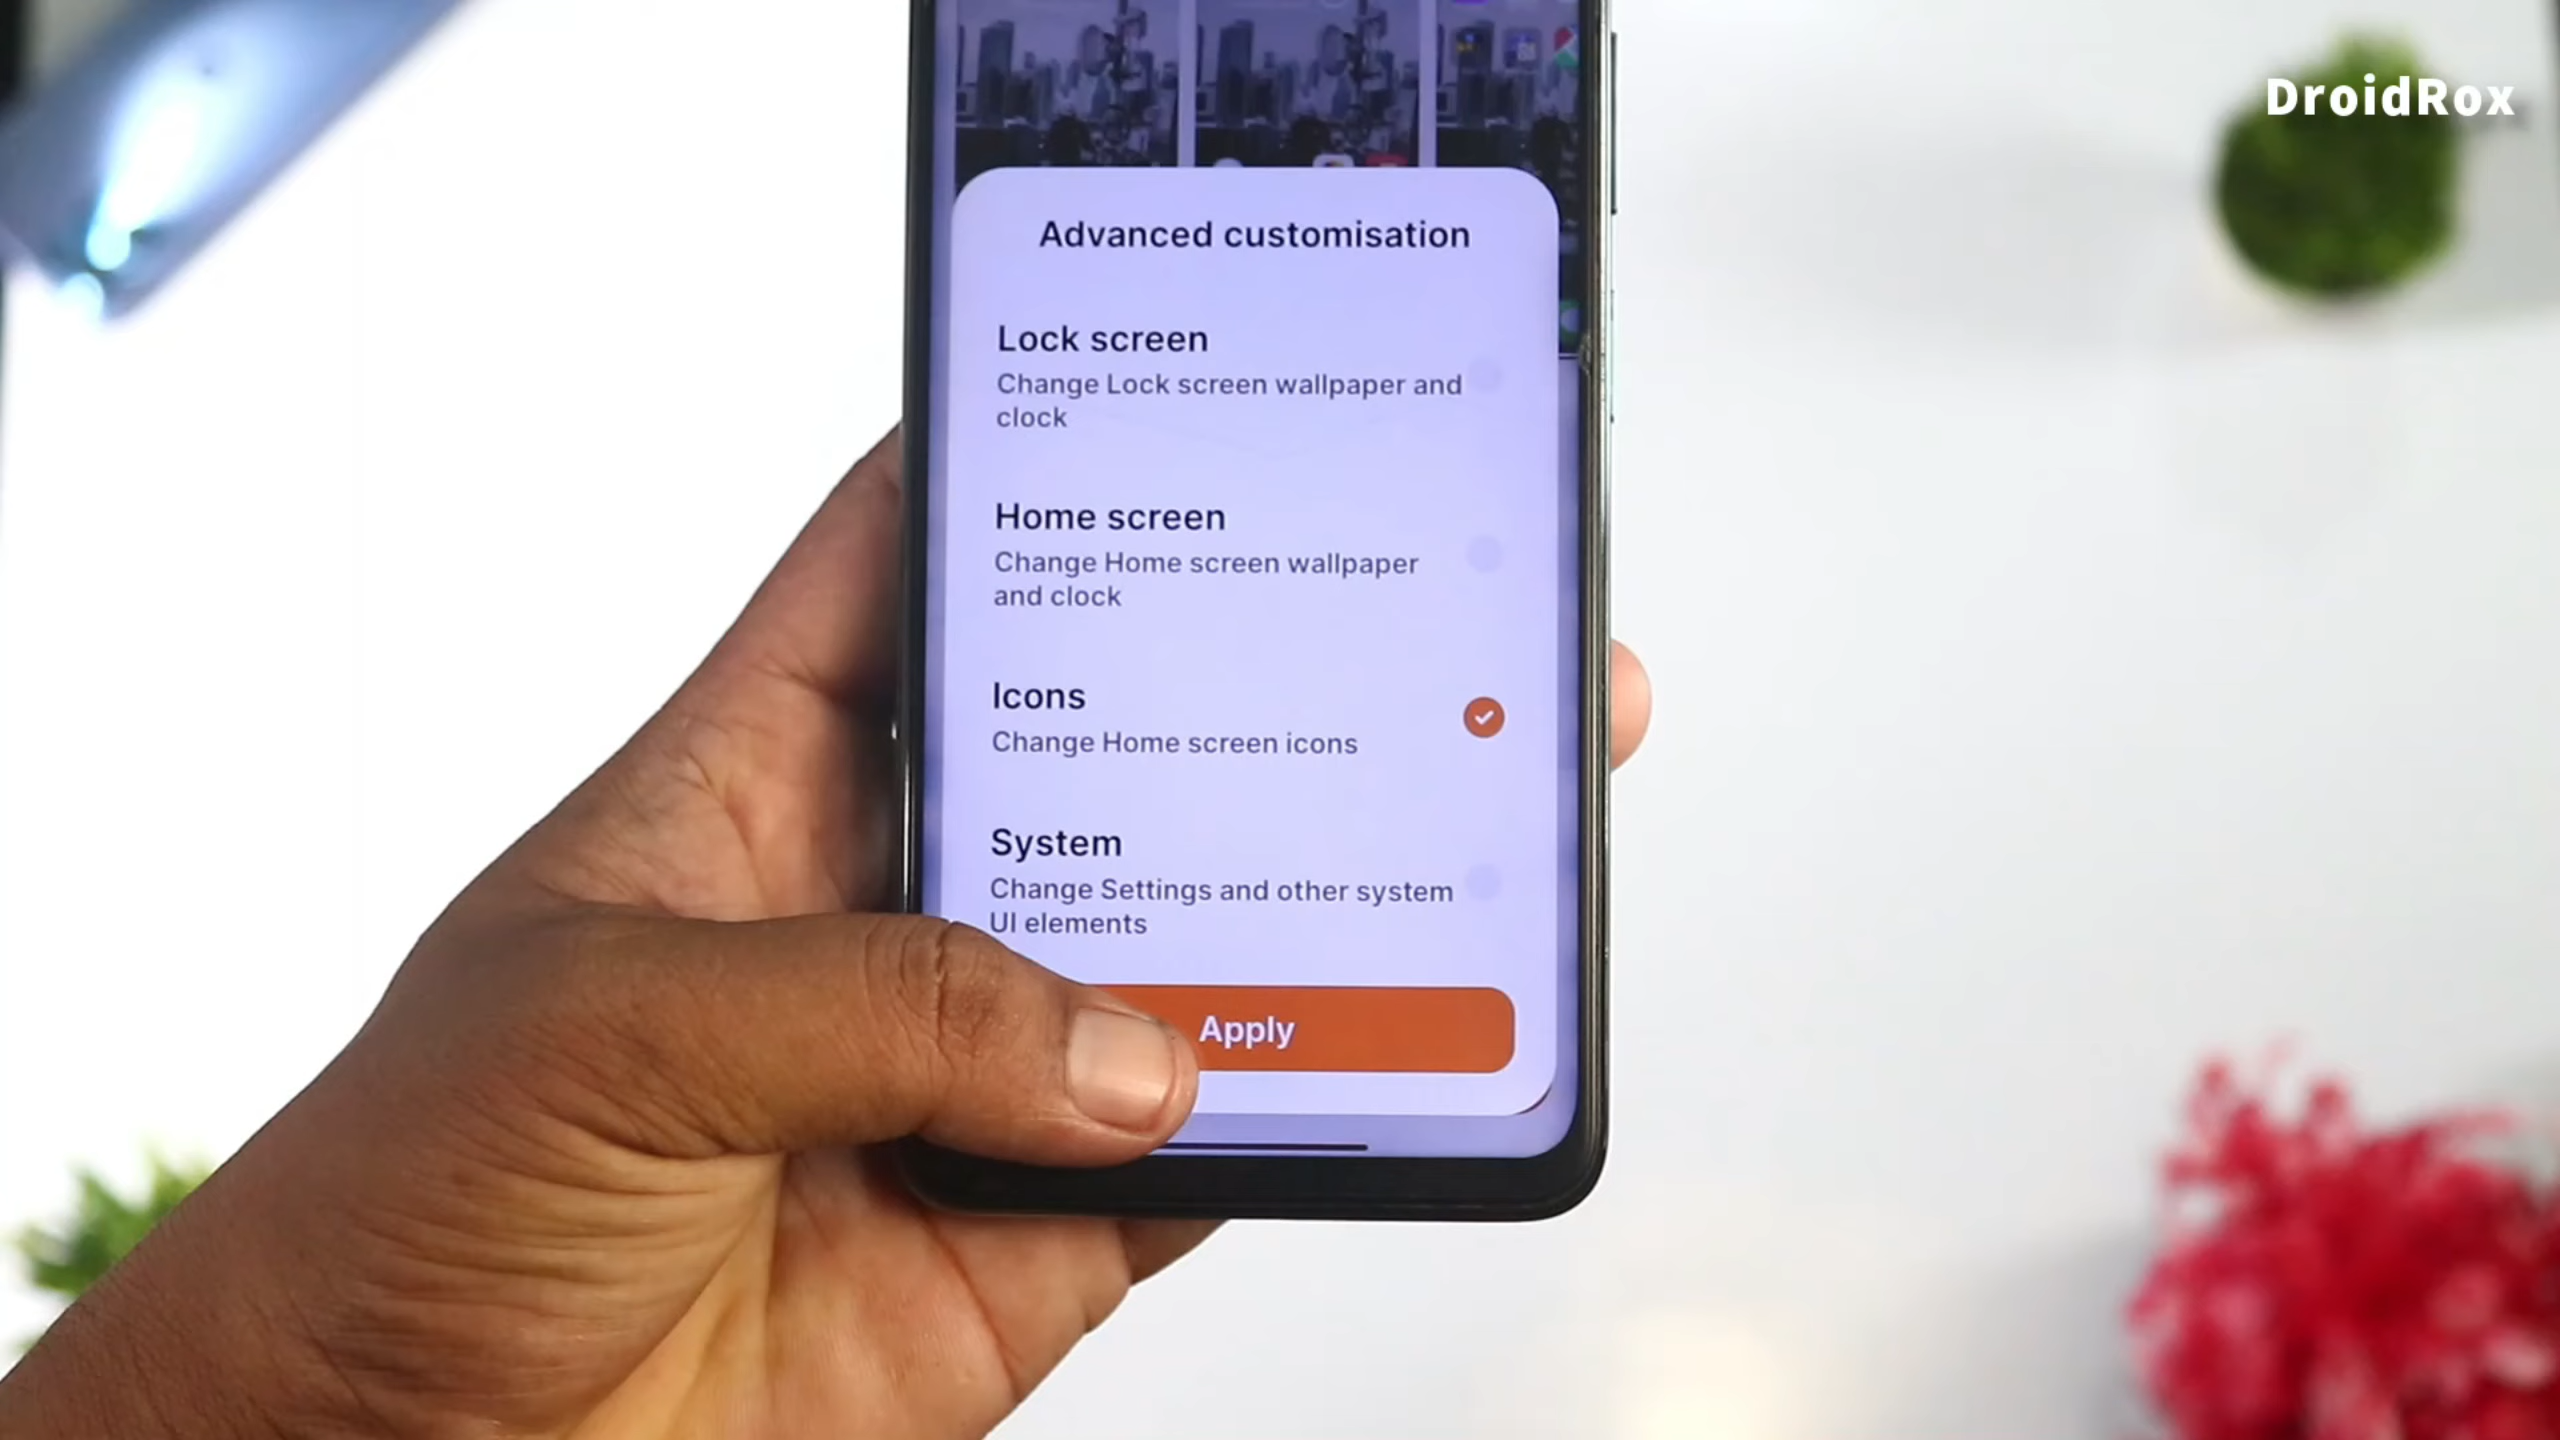 DroidRox
Advanced customisation
Lock screen
Change Lock screen wallpaper and
clock
Home screen
Change Home screen wallpaper
and clock
Icons
Change Home screen icons
System
Change Settings and other system
UI elements
Apply